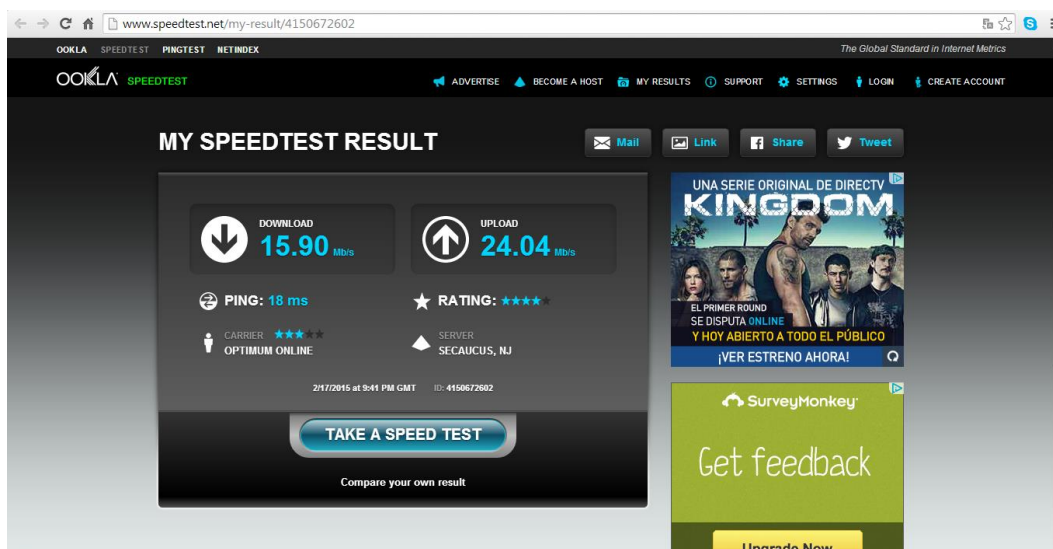 www.speedtest.net/my-result/4150672602
OOKLA SPEEDTEST PINGTEST NETINDEX
The Global Standard in Internet Metrics
OOKLA SPEEDTEST
ADVERTISE BECOME A HOST MY RESULTS SUPPORT SETTINGS LOGIN CREATE ACCOUNT
MY SPEEDTEST RESULT
Mail Link Share Tweet
DOWNLOAD
15.90 Mb/s
UPLOAD
24.04 Mb/s
PING: 18 ms
RATING:
CARRIER
OPTIMUM ONLINE
SERVER
SECAUCUS, NJ
2/17/2015 at 9:41 PM GMT ID: 4150672602
TAKE A SPEED TEST
Compare your own result
UNA SERIE ORIGINAL DE DIRECTV
KINGDOM
EL PRIMER ROUND
SE DISPUTA ONLINE
Y HOY ABIERTO A TODO EL PÚBLICO
¡VER ESTRENO AHORA!
SurveyMonkey
Get feedback
Upgrade Now